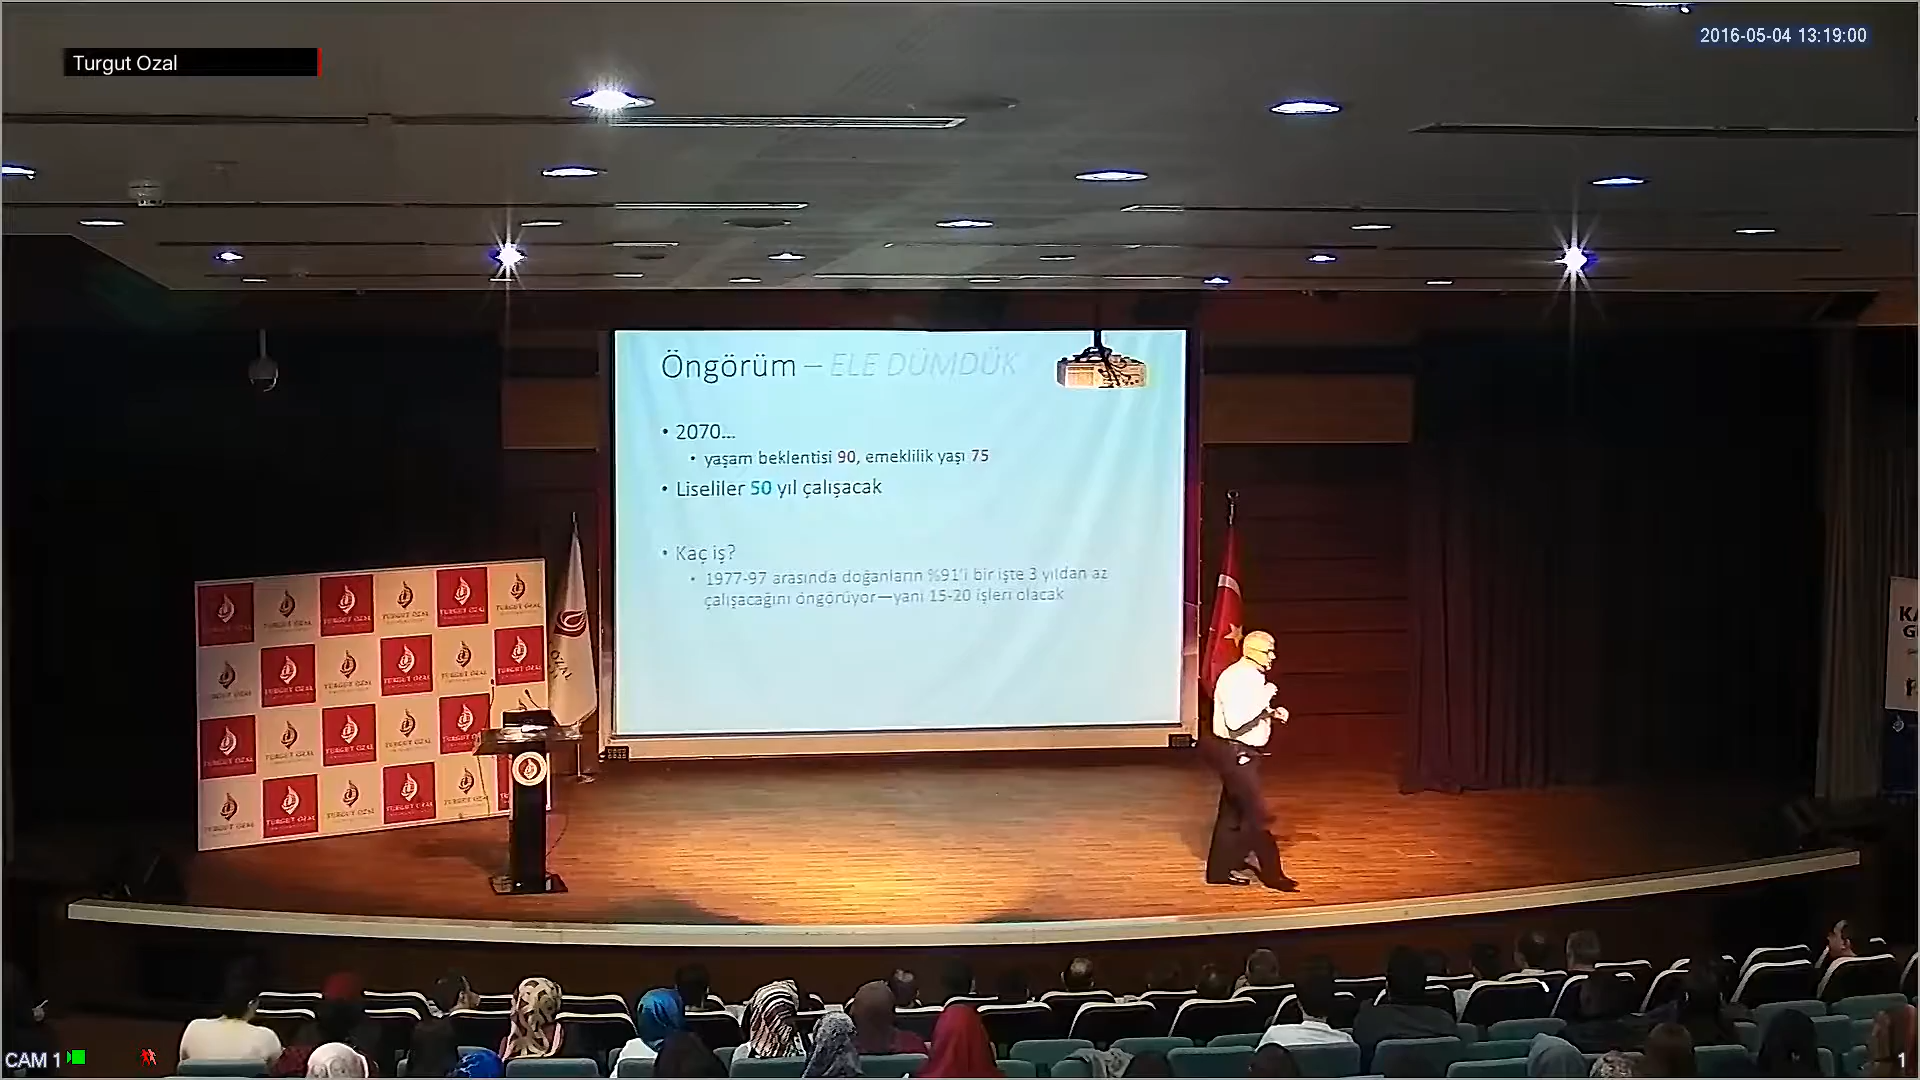 Turgut Ozal
2016-05-04 13:19:00
Öngörüm – ELE DÜMDÜK
• 2070...
• yaşam beklentisi 90, emeklilik yaşı 75
• Liseliler 50 yıl çalışacak
• Kaç iş?
• 1977-97 arasında doğanların %91'i bir işte 3 yıldan az
çalışacağını öngörüyor—yani 15-20 işleri olacak
TURGUT OZAL
CAM 1
1